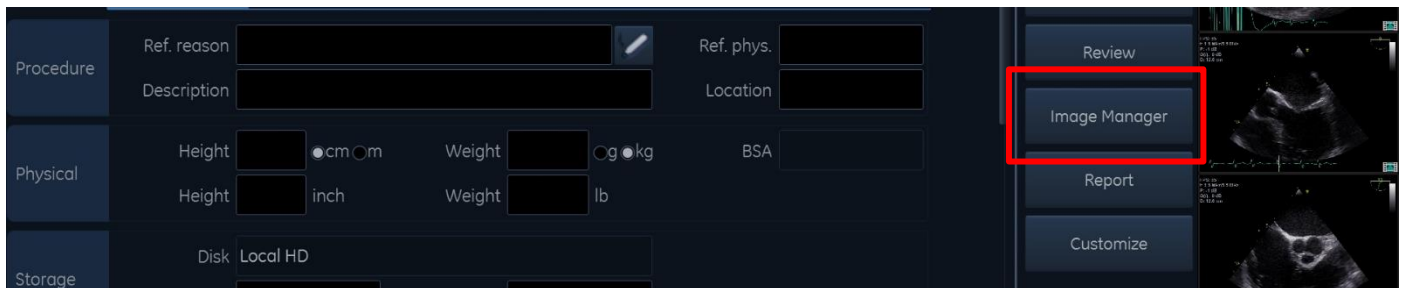 Procedure
Ref. reason
Ref. phys.
Description
Location
Physical
Height
cm
m
Weight
g
kg
BSA
Height
inch
Weight
lb
Storage
Disk
Local HD
Review
Image Manager
Report
Customize